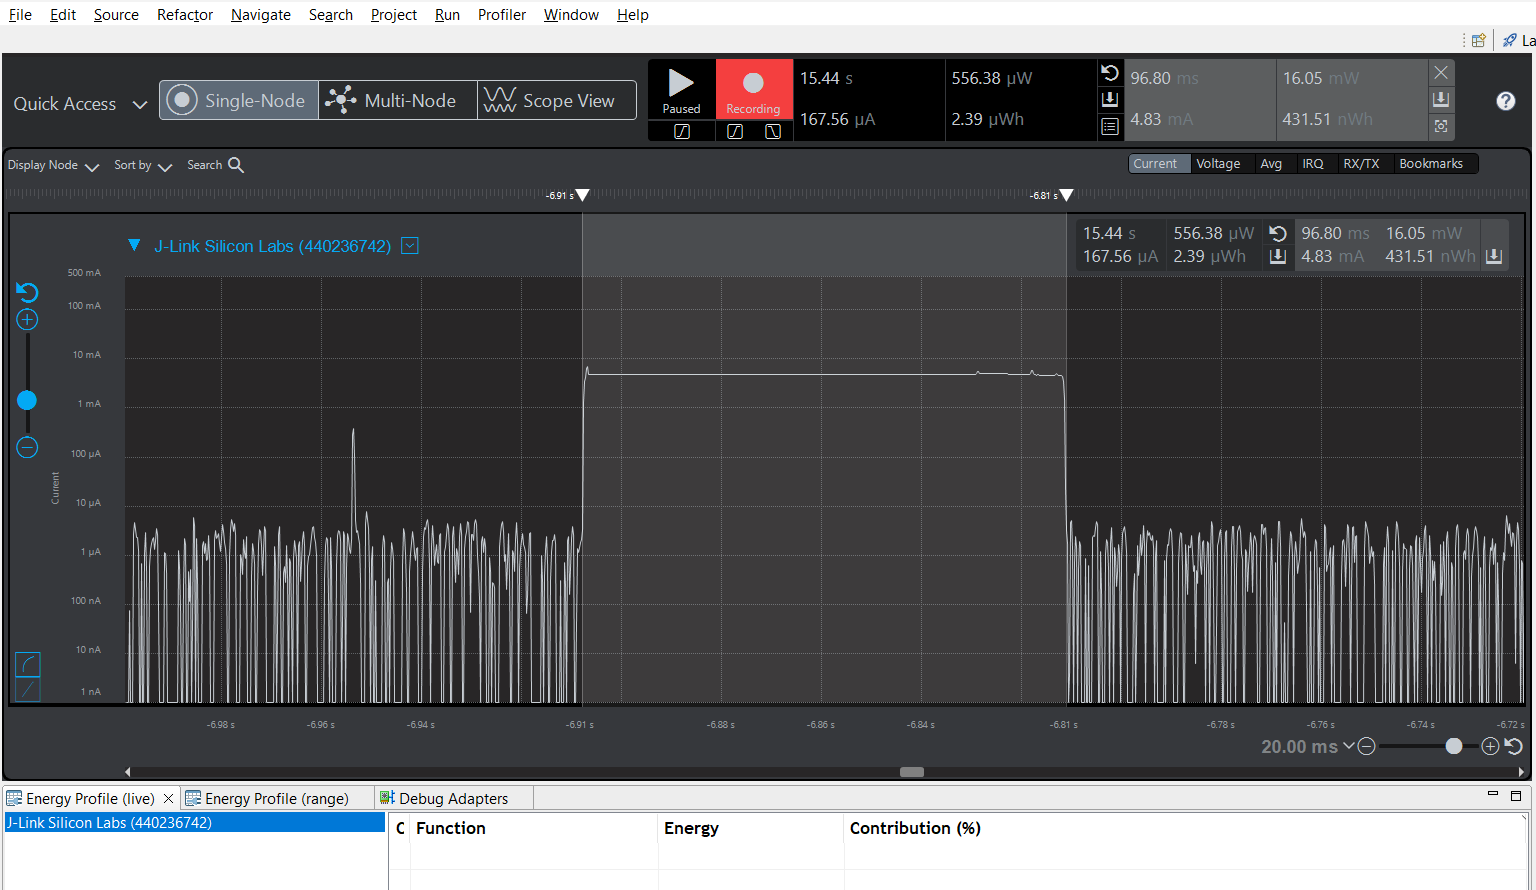 File Edit Source Refactor Navigate Search Project Run Profiler Window Help
La
Quick Access Single-Node Multi-Node Scope View
Paused Recording
15.44 s 556.38 µW 96.80 ms 16.05 mW
167.56 µA 2.39 µWh 4.83 mA 431.51 nWh
Display Node Sort by Search Current Voltage Avg IRQ RX/TX Bookmarks
-6.91 s -6.81 s
J-Link Silicon Labs (440236742)
15.44 s 556.38 µW 96.80 ms 16.05 mW
167.56 µA 2.39 µWh 4.83 mA 431.51 nWh
500 mA
100 mA
10 mA
1 mA
100 µA
Current
10 µA
1 µA
100 nA
10 nA
1 nA
-6.98 s -6.96 s -6.94 s -6.91 s -6.88 s -6.86 s -6.84 s -6.81 s -6.78 s -6.76 s -6.74 s -6.72 s
20.00 ms
Energy Profile (live) Energy Profile (range) Debug Adapters
J-Link Silicon Labs (440236742)
C Function Energy Contribution (%)